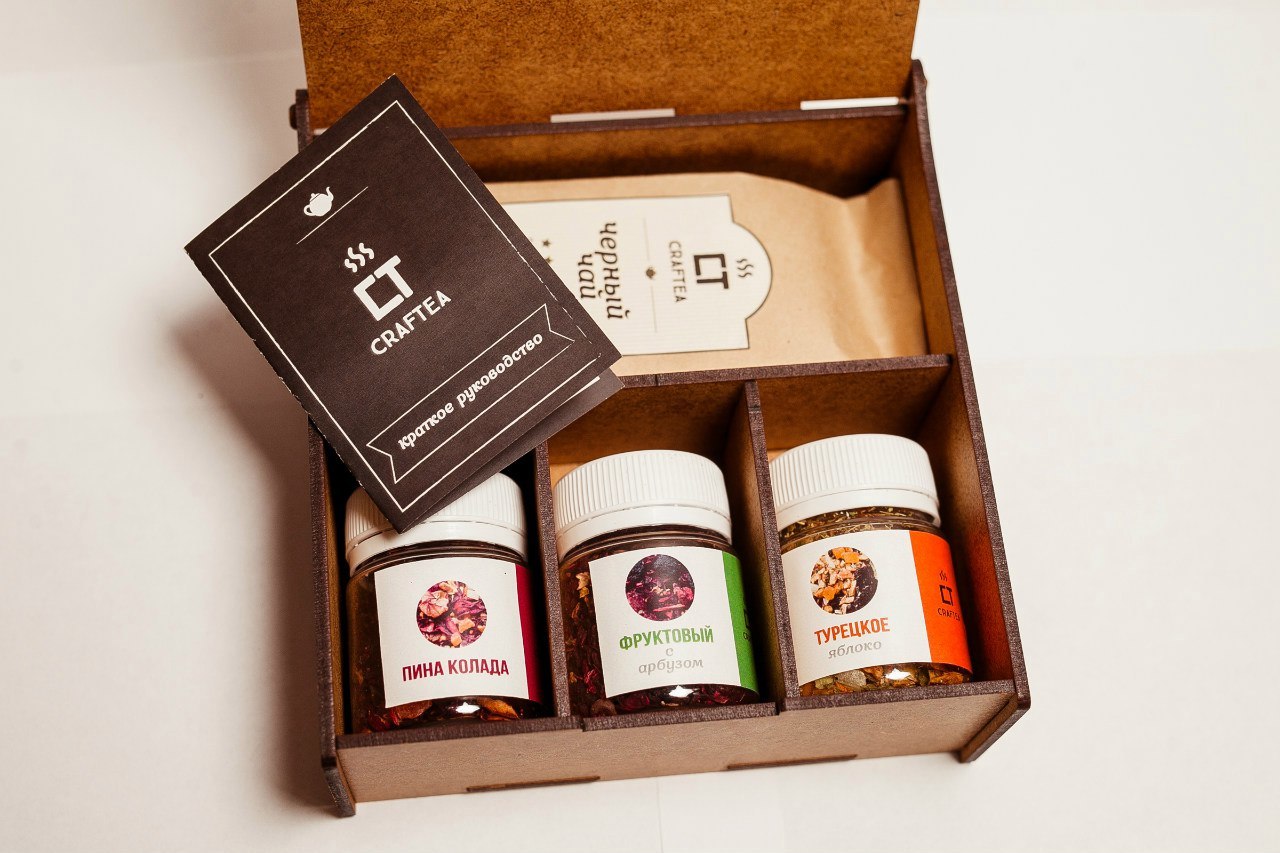 CT
CRAFTEA
краткое руководство
CT
CRAFTEA
черный
чай
ПИНА КОЛАДА
ФРУКТОВЫЙ
с
арбузом
ТУРЕЦКОЕ
яблоко
CT
CRAFTEA